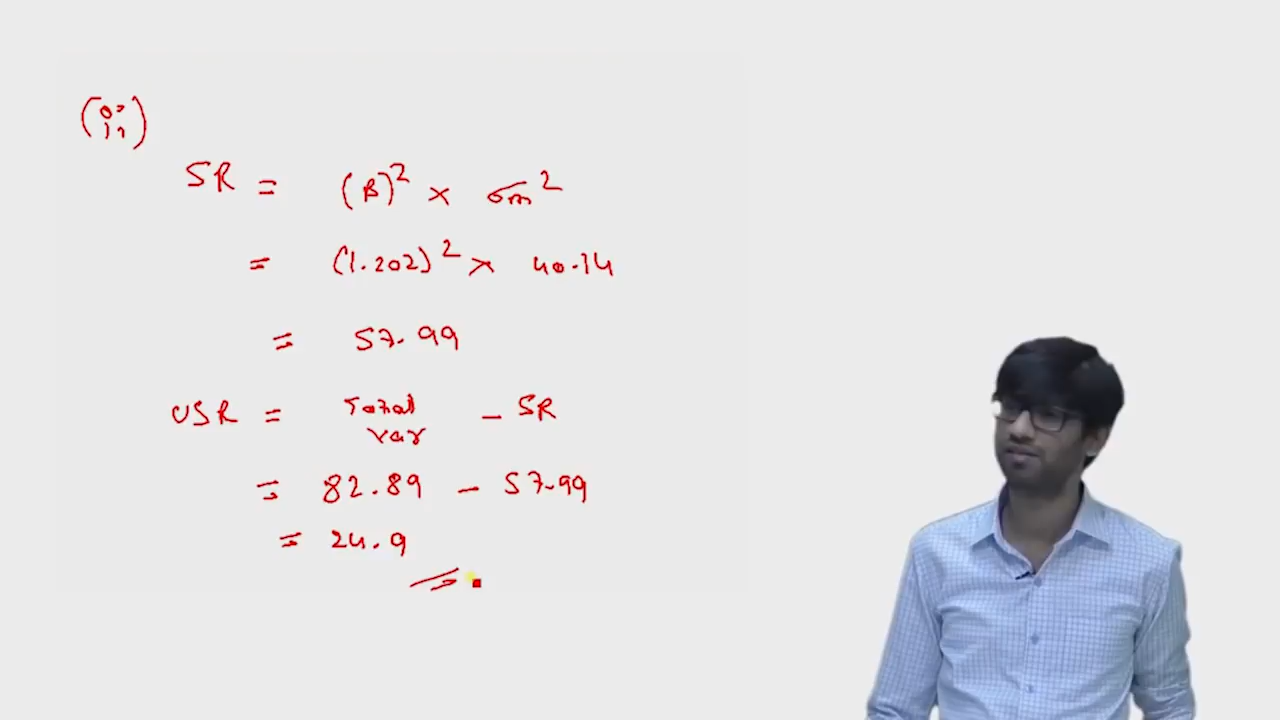 (iii)
SR = (β)² × σm²
= (1.202)² × 40.14
= 57.99
USR = Total var - SR
= 82.89 - 57.99
= 24.9